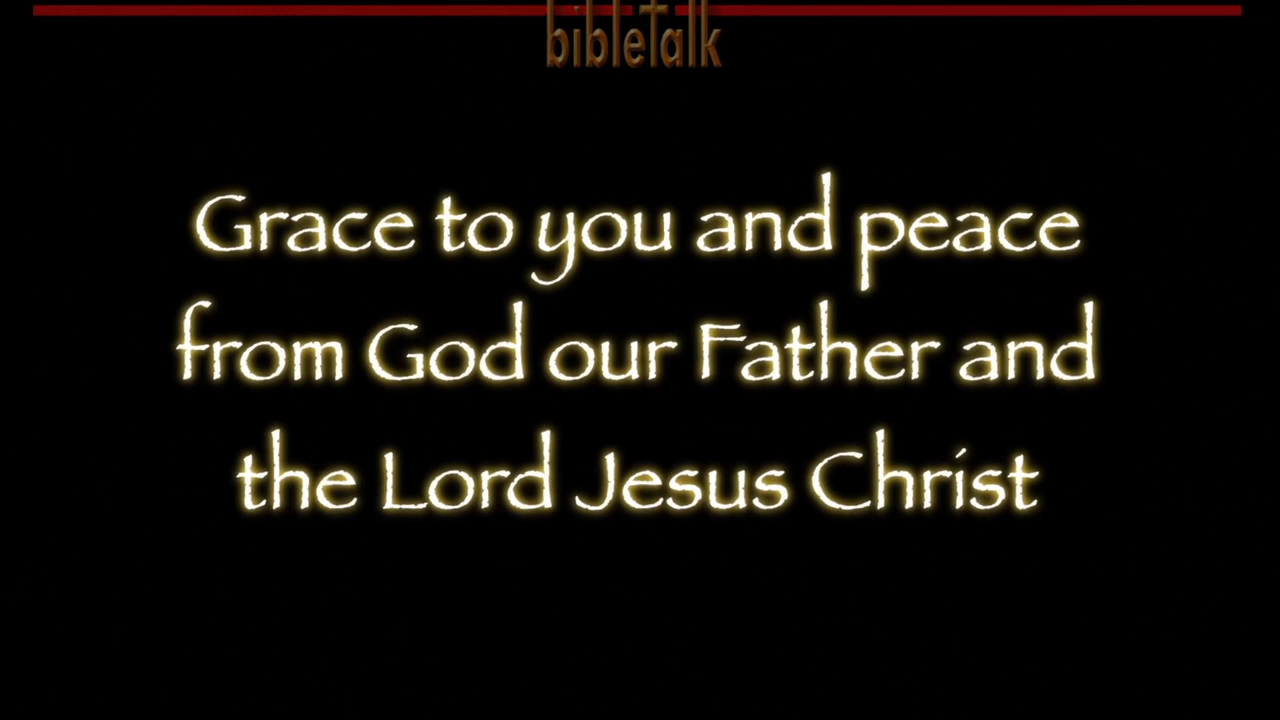 bibleTalk
Grace to you and peace
from God our Father and
the Lord Jesus Christ